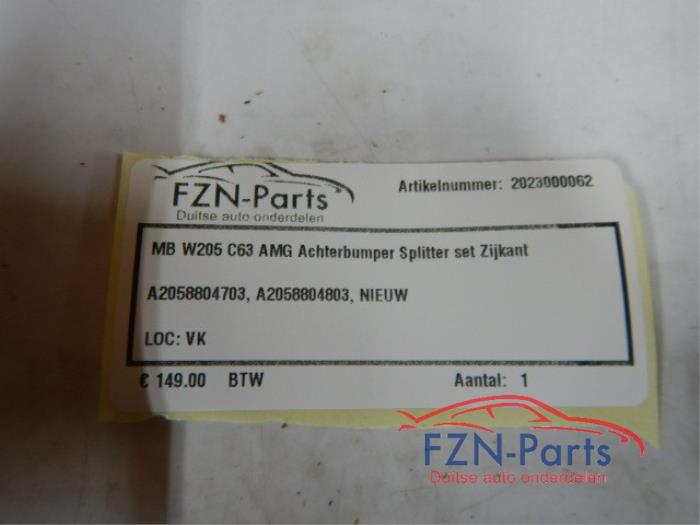 FZN-Parts
Duitse auto onderdelen
Artikelnummer: 2023000062
MB W205 C63 AMG Achterbumper Splitter set Zijkant
A2058804703, A2058804803, NIEUW
LOC: VK
€ 149.00 BTW
Aantal: 1
FZN-Parts
Duitse auto onderdelen